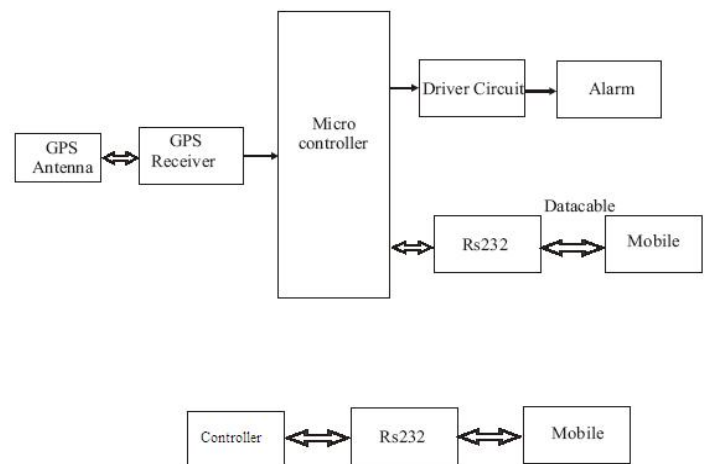 GPS
Antenna
GPS
Receiver
Micro
controller
Driver Circuit
Alarm
Rs232
Datacable
Mobile
Controller
Rs232
Mobile